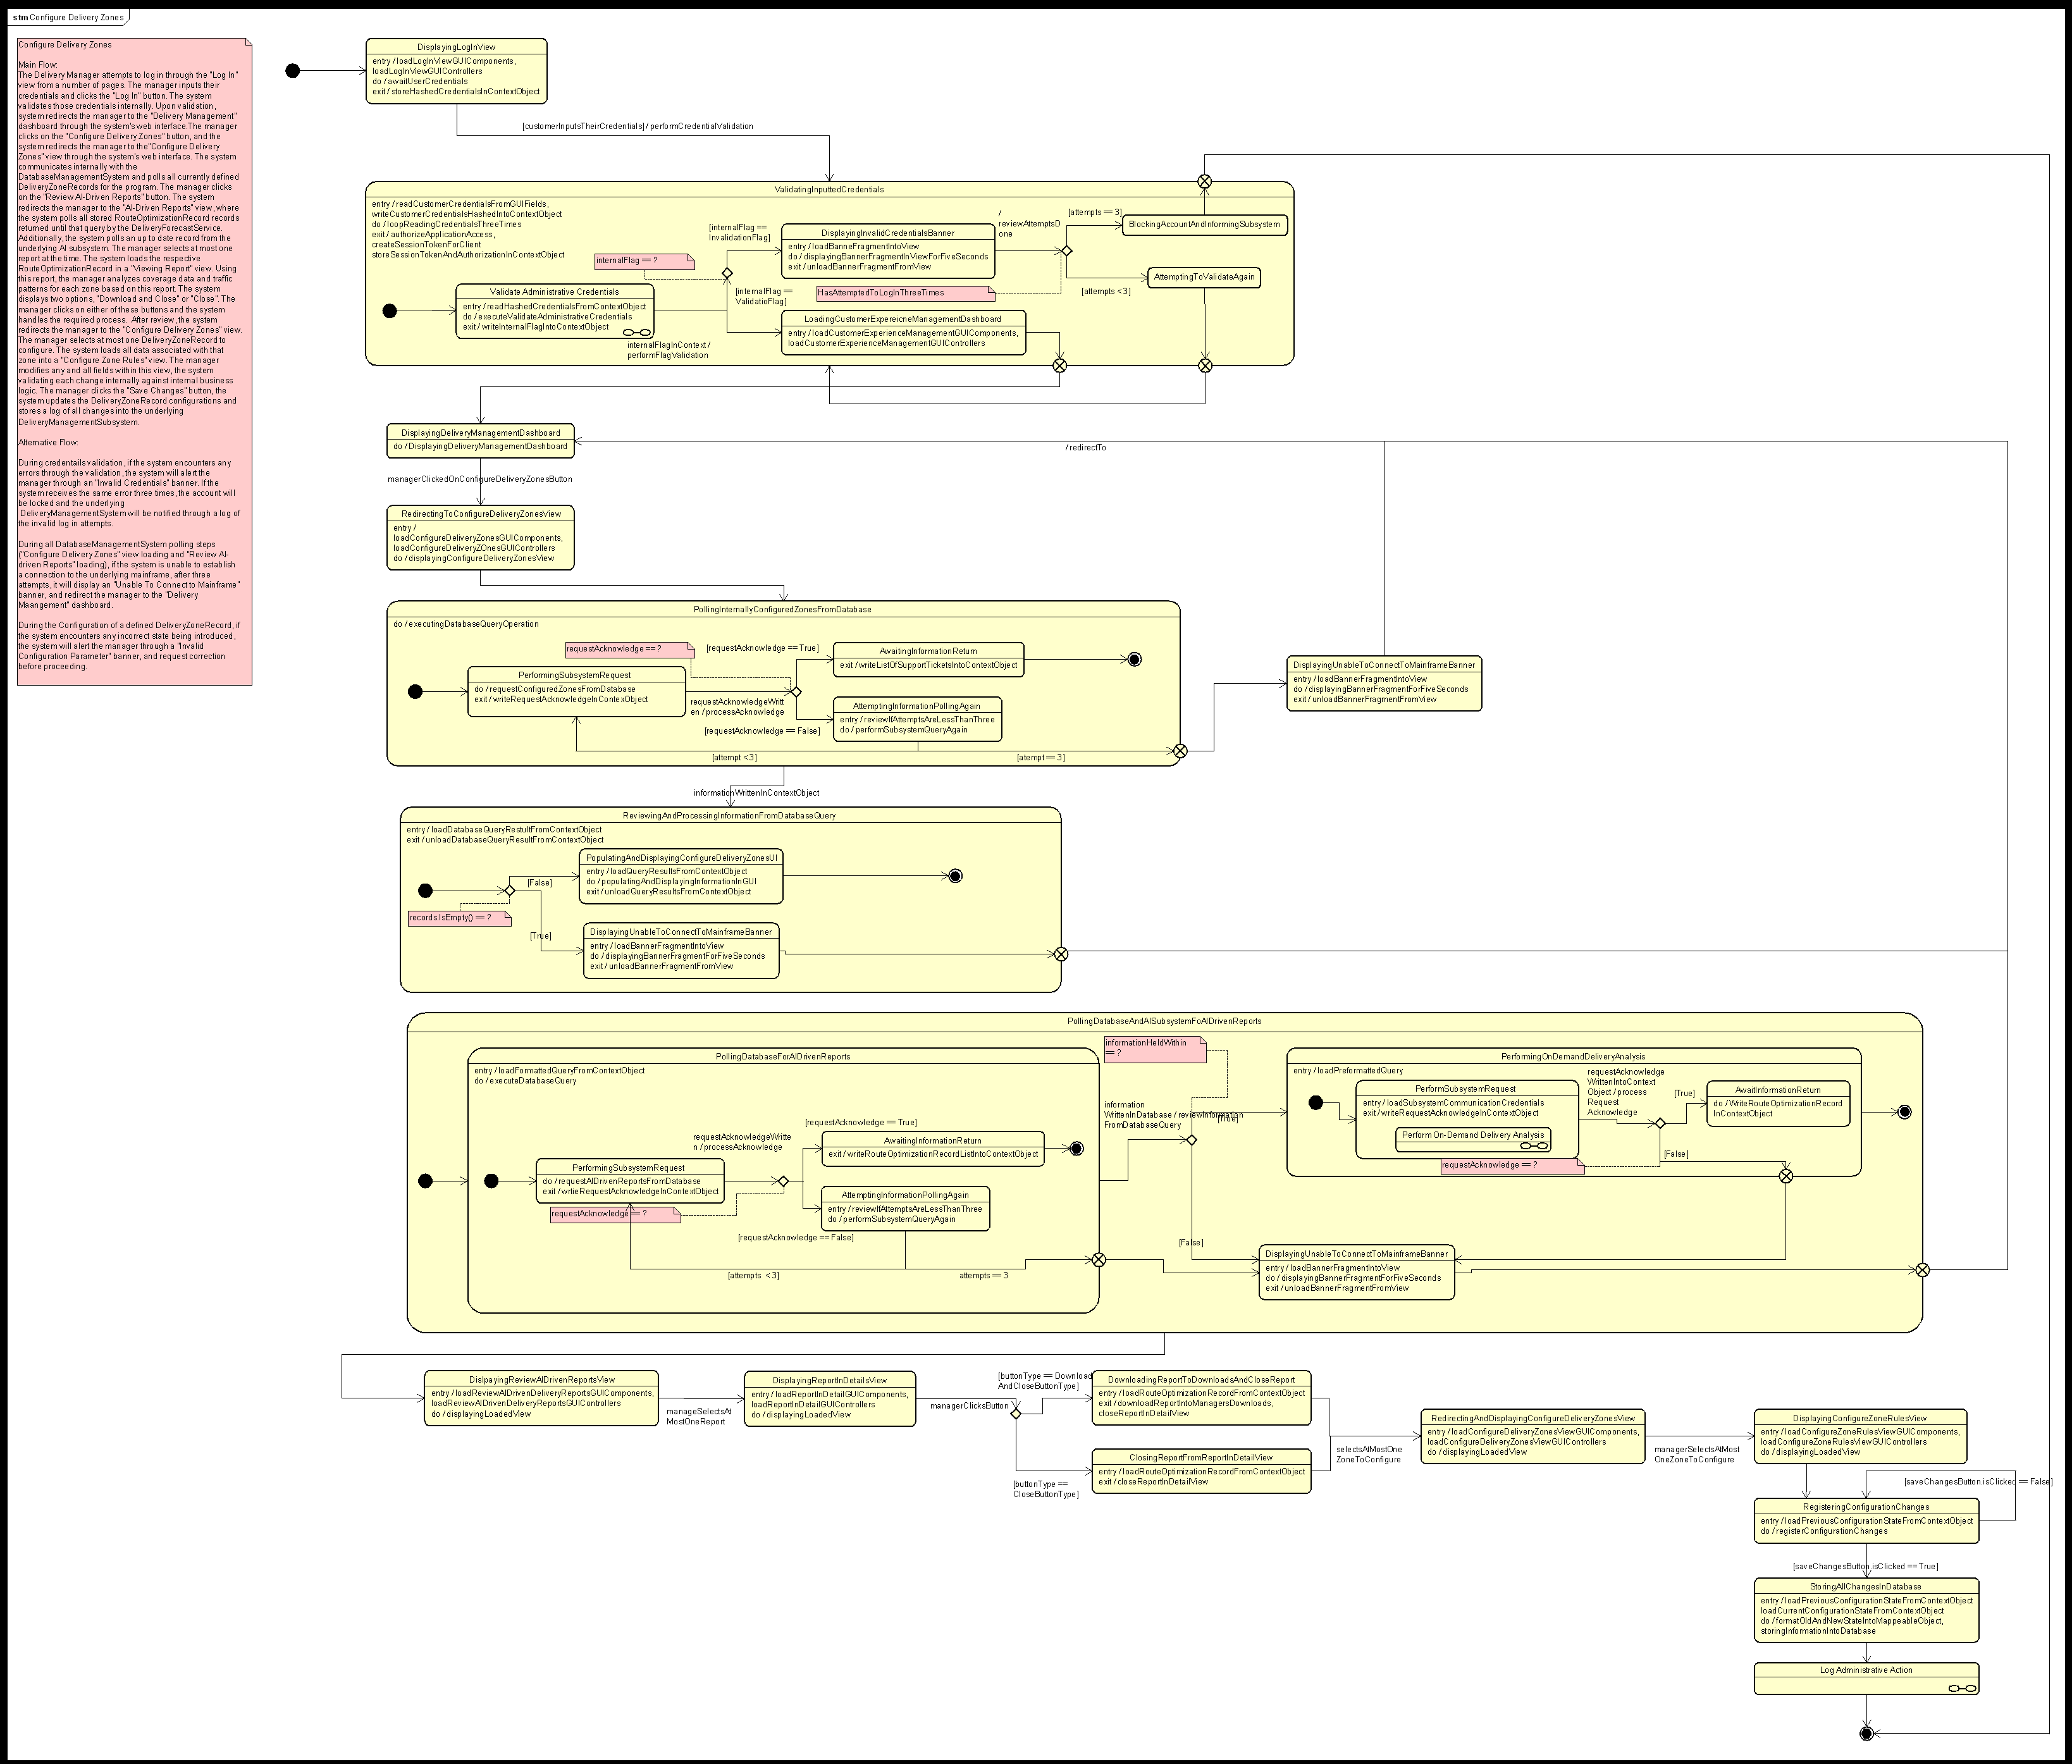 stm Configure Delivery Zones
Configure Delivery Zones
Main Flow:
The Delivery Manager attempts to log in through the "Log In"
view from a number of pages. The manager inputs their
credentials and clicks the "Log In" button. The system
validates those credentials internally. Upon validation,
system redirects the manager to the "Delivery Management"
dashboard through the system's web interface.The manager
clicks on the "Configure Delivery Zones" button, and the
system redirects the manager to the"Configure Delivery
Zones" view through the system's web interface. The system
communicates internally with the
DatabaseManagementSystem and polls all currently defined
DeliveryZoneRecords for the program. The manager clicks
on the "Review AI-Driven Reports" button. The system
redirects the manager to the "AI-Driven Reports" view, where
the system polls all stored RouteOptimizationRecord records
returned until that query by the DeliveryForecastService.
Additionally, the system polls an up to date record from the
underlying AI subsystem. The manager selects at most one
report at the time. The system loads the respective
RouteOptimizationRecord in a "Viewing Report" view. Using
this report, the manager analyzes coverage data and traffic
patterns for each zone based on this report. The system
displays two options, "Download and Close" or "Close". The
manager clicks on either of these buttons and the system
handles the required process.  After review, the system
redirects the manager to the "Configure Delivery Zones" view.
The manager selects at most one DeliveryZoneRecord to
configure. The system loads all data associated with that
zone into a "Configure Zone Rules" view. The manager
modifies any and all fields within this view, the system
validating each change internally against internal business
logic. The manager clicks the "Save Changes" button, the
system updates the DeliveryZoneRecord configurations and
stores a log of all changes into the underlying
DeliveryManagementSubsystem.
Alternative Flow:
During credentails validation, if the system encounters any
errors through the validation, the system will alert the
manager through an "Invalid Credentials" banner. If the
system receives the same error three times, the account will
be locked and the underlying
DeliveryManagementSystem will be notified through a log of
the invalid log in attempts.
During all DatabaseManagementSystem polling steps
("Configure Delivery Zones" view loading and "Review AI-
driven Reports" loading), if the system is unable to establish
a connection to the underlying mainframe, after three
attempts, it will display an "Unable To Connect to Mainframe"
banner, and redirect the manager to the "Delivery
Maangement" dashboard.
During the Configuration of a defined DeliveryZoneRecord, if
the system encounters any incorrect state being introduced,
the system will alert the manager through a "Invalid
Configuration Parameter" banner, and request correction
before proceeding.
DisplayingLogInView
entry / loadLogInViewGUIComponents,
loadLogInViewGUIControllers
do / awaitUserCredentials
exit / storeHashedCredentialsInContextObject
[customerInputsTheirCredentials] / performCredentialValidation
ValidatingInputtedCredentials
entry / readCustomerCredentialsFromGUIFields,
writeCustomerCredentialsHashedIntoContextObject
do / loopReadingCredentialsThreeTimes
exit / authorizeApplicationAccess,
createSessionTokenForClient
storeSessionTokenAndAuthorizationInContextObject
internalFlag == ?
[internalFlag ==
InvalidationFlag]
DisplayingInvalidCredentialsBanner
entry / loadBanneFragmentIntoView
do / displayingBannerFragmentInViewForFiveSeconds
exit / unloadBannerFragmentFromView
/
reviewAttemptsD
one
[attempts == 3]
BlockingAccountAndInformingSubsystem
AttemptingToValidateAgain
[attempts < 3]
HasAttemptedToLogInThreeTimes
Validate Administrative Credentials
entry / readHashedCredentialsFromContextObject
do / executeValidateAdministrativeCredentials
exit / writeInternalFlagIntoContextObject
[internalFlag ==
ValidatioFlag]
internalFlagInContext /
performFlagValidation
LoadingCustomerExpereicneManagementDashboard
entry / loadCustomerExperienceManagementGUIComponents,
loadCustomerExperienceManagementGUIControllers
DisplayingDeliveryManagementDashboard
do / DisplayingDeliveryManagementDashboard
/ redirectTo
managerClickedOnConfigureDeliveryZonesButton
RedirectingToConfigureDeliveryZonesView
entry /
loadConfigureDeliveryZonesGUIComponents,
loadConfigureDeliveryZOnesGUIControllers
do / displayingConfigureDeliveryZonesView
PollingInternallyConfiguredZonesFromDatabase
do / executingDatabaseQueryOperation
requestAcknowledge == ?
[requestAcknowledge == True]
AwaitingInformationReturn
exit / writeListOfSupportTicketsIntoContextObject
PerformingSubsystemRequest
do / requestConfiguredZonesFromDatabase
exit / writeRequestAcknowledgeInContextObject
requestAcknowledgeWritt
en / processAcknowledge
[requestAcknowledge == False]
AttemptingInformationPollingAgain
entry / reviewIfAttemptsAreLessThanThree
do / performSubsystemQueryAgain
[attempt < 3]
[atempt == 3]
DisplayingUnableToConnectToMainframeBanner
entry / loadBannerFragmentIntoView
do / displayingBannerFragmentForFiveSeconds
exit / unloadBannerFragmentFromView
informationWrittenInContextObject
ReviewingAndProcessingInformationFromDatabaseQuery
entry / loadDatabaseQueryRestultFromContextObject
exit / unloadDatabaseQueryResultFromContextObject
PopulatingAndDisplayingConfigureDeliveryZonesUI
entry / loadQueryResultsFromContextObject
do / populatingAndDisplayingInformationInGUI
exit / unloadQueryResultsFromContextObject
[False]
records.IsEmpty() == ?
[True]
DisplayingUnableToConnectToMainframeBanner
entry / loadBannerFragmentIntoView
do / displayingBannerFragmentForFiveSeconds
exit / unloadBannerFragmentFromView
PollingDatabaseAndAISubsystemFoAIDrivenReports
PollingDatabaseForAIDrivenReports
entry / loadFormattedQueryFromContextObject
do / executeDatabaseQuery
[requestAcknowledge == True]
requestAcknowledgeWritte
n / processAcknowledge
AwaitingInformationReturn
exit / writeRouteOptimizationRecordListIntoContextObject
PerformingSubsystemRequest
do / requestAIDrivenReportsFromDatabase
exit / wrtieRequestAcknowledgeInContextObject
requestAcknowledge == ?
AttemptingInformationPollingAgain
entry / reviewIfAttemptsAreLessThanThree
do / performSubsystemQueryAgain
[requestAcknowledge == False]
[attempts  < 3]
attempts == 3
informationHeldWithin
== ?
information
WrittenInDatabase / reviewInformation
FromDatabaseQuery
[True]
[False]
PerformingOnDemandDeliveryAnalysis
entry / loadPreformattedQuery
PerformSubsystemRequest
entry / loadSubsystemCommunicationCredentials
exit / writeRequestAcknowledgeInContextObject
Perform On-Demand Delivery Analysis
requestAcknowledge
WrittenIntoContext
Object / process
Request
Acknowledge
[True]
AwaitInformationReturn
do / WriteRouteOptimizationRecord
InContextObject
[False]
requestAcknowledge == ?
DisplayingUnableToConnectToMainframeBanner
entry / loadBannerFragmentIntoView
do / displayingBannerFragmentForFiveSeconds
exit / unloadBannerFragmentFromView
DislpayingReviewAIDrivenReportsView
entry / loadReviewAIDrivenDeliveryReportsGUIComponents,
loadReviewAIDrivenDeliveryReportsGUIControllers
do / displayingLoadedView
manageSelectsAt
MostOneReport
DisplayingReportInDetailsView
entry / loadReportInDetailGUIComponents,
loadReportInDetailGUIControllers
do / displayingLoadedView
managerClicksButton
[buttonType == Download
AndCloseButtonType]
DownloadingReportToDownloadsAndCloseReport
entry / loadRouteOptimizationRecordFromContextObject
exit / downloadReportIntoManagersDownloads,
closeReportInDetailView
ClosingReportFromReportInDetailView
entry / loadRouteOptimizationRecordFromContextObject
exit / closeReportInDetailView
[buttonType ==
CloseButtonType]
selectsAtMostOne
ZoneToConfigure
RedirectingAndDisplayingConfigureDeliveryZonesView
entry / loadConfigureDeliveryZonesViewGUIComponents,
loadConfigureDeliveryZonesViewGUIControllers
do / displayingLoadedView
managerSelectsAtMost
OneZoneToConfigure
DisplayingConfigureZoneRulesView
entry / loadConfigureZoneRulesViewGUIComponents,
loadConfigureZoneRulesViewGUIControllers
do / displayingLoadedView
[saveChangesButton.isClicked == False]
RegisteringConfigurationChanges
entry / loadPreviousConfigurationStateFromContextObject
do / registerConfigurationChanges
[saveChangesButton.isClicked == True]
StoringAllChangesInDatabase
entry / loadPreviousConfigurationStateFromContextObject
loadCurrentConfigurationStateFromContextObject
do / formatOldAndNewStateIntoMappeableObject,
storingInformationIntoDatabase
Log Administrative Action